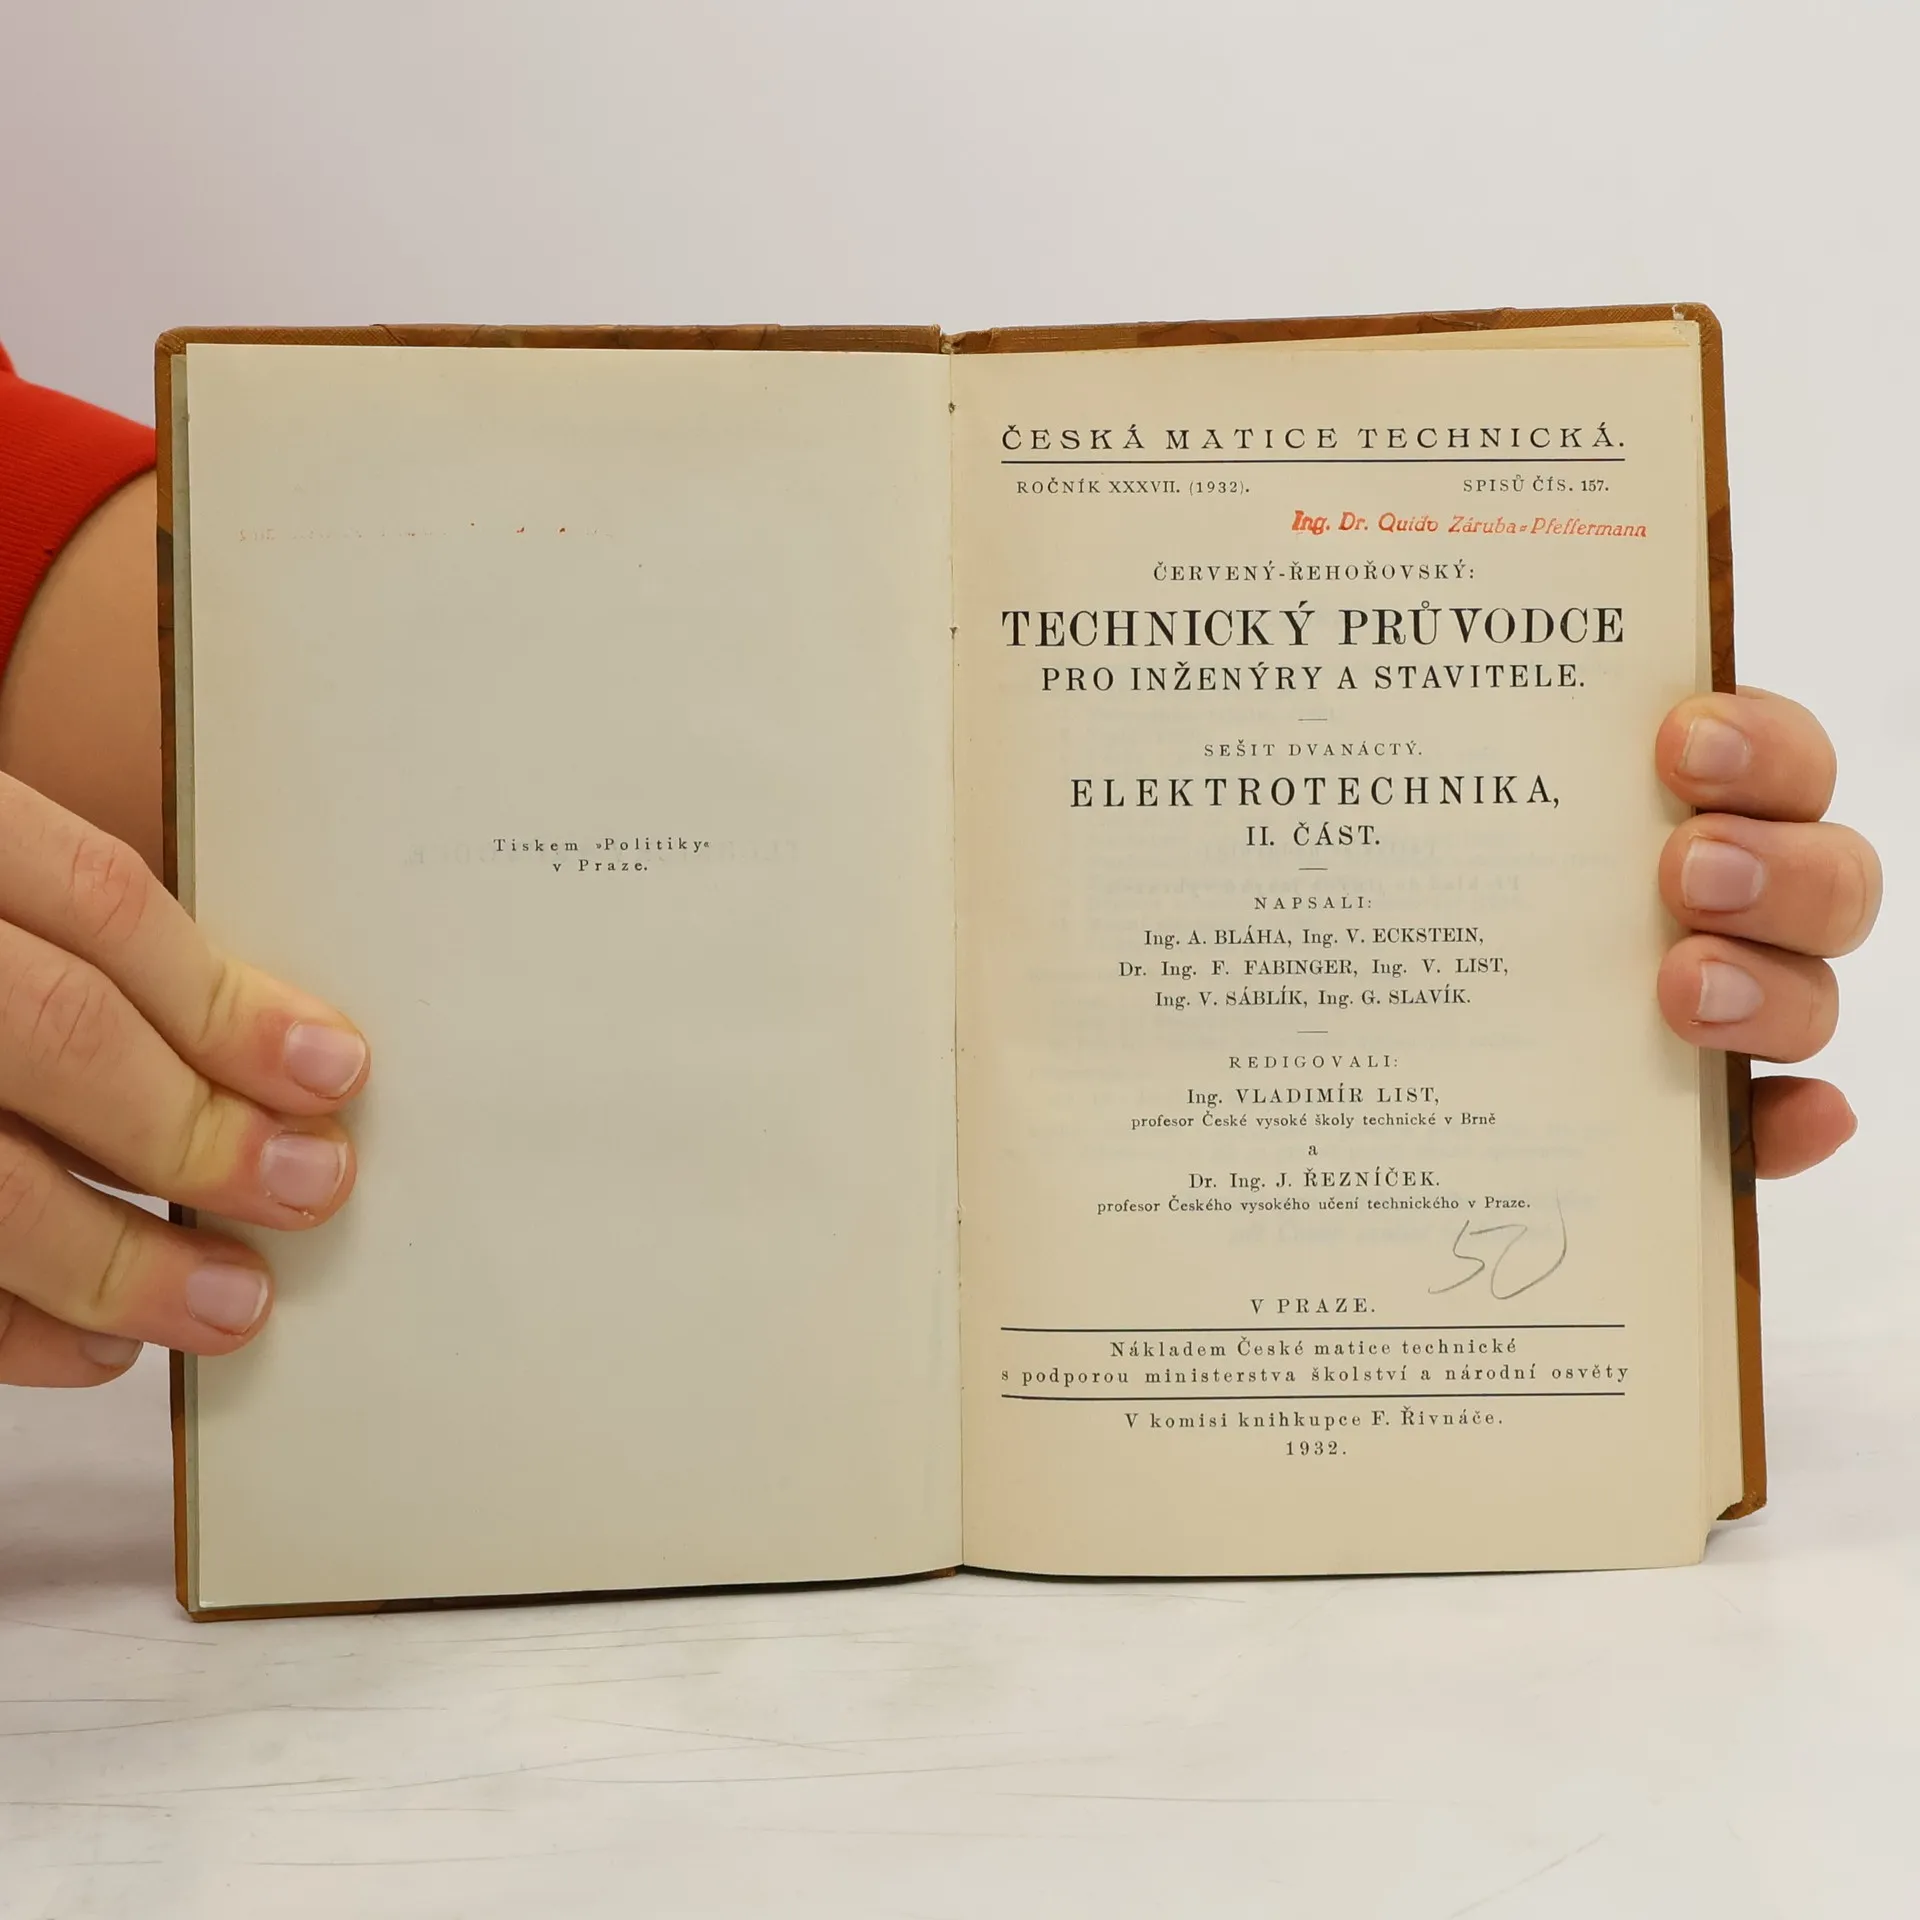 Tiskem »Politiky«
v Praze.
ČESKÁ MATICE TECHNICKÁ.
ROČNÍK XXXVII. (1932). SPISŮ ČÍS. 157.
Ing. Dr. Quido Záruba-Pfeffermann
ČERVENÝ-ŘEHOŘOVSKÝ:
TECHNICKÝ PRŮVODCE
PRO INŽENÝRY A STAVITELE.
SEŠIT DVANÁCTÝ.
ELEKTROTECHNIKA,
II. ČÁST.
NAPSALI:
Ing. A. BLÁHA, Ing. V. ECKSTEIN,
Dr. Ing. F. FABINGER, Ing. V. LIST,
Ing. V. SÁBLÍK, Ing. G. SLAVÍK.
REDIGOVALI:
Ing. VLADIMÍR LIST,
profesor České vysoké školy technické v Brně
a
Dr. Ing. J. ŘEZNÍČEK.
profesor Českého vysokého učení technického v Praze.
50
V PRAZE.
Nákladem České matice technické
s podporou ministerstva školství a národní osvěty
V komisi knihkupce F. Řivnáče.
1932.